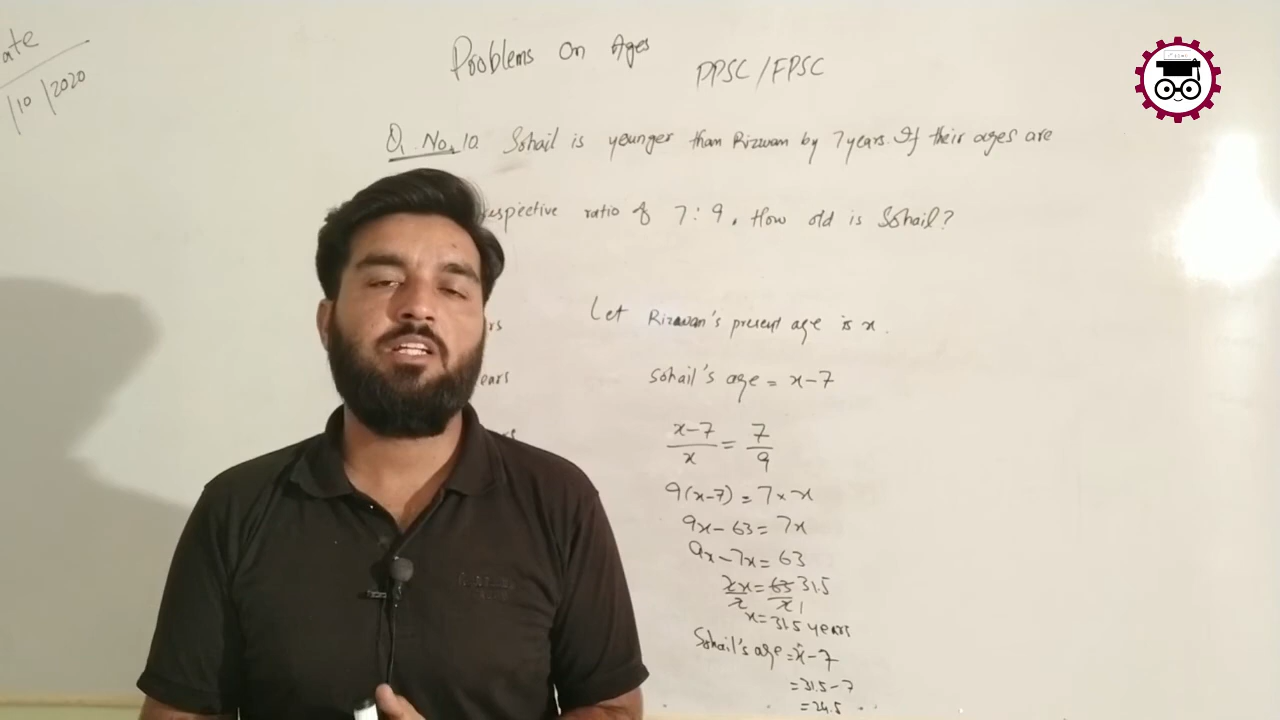 ate
/10/2020
Problems On Ages
PPSC/FPSC
Q. No. 10. Sohail is younger than Rizwan by 7 years. If their ages are
respective ratio of 7:9. How old is Sohail?
rs
ears
Let Rizwan's present age is x.
Sohail's age = x-7
x-7/x = 7/9
9(x-7) = 7×x
9x-63 = 7x
9x-7x = 63
2x/2 = 63/2 31.5
1
x = 31.5 years
Sohail's age = x-7
= 31.5-7
= 24.5